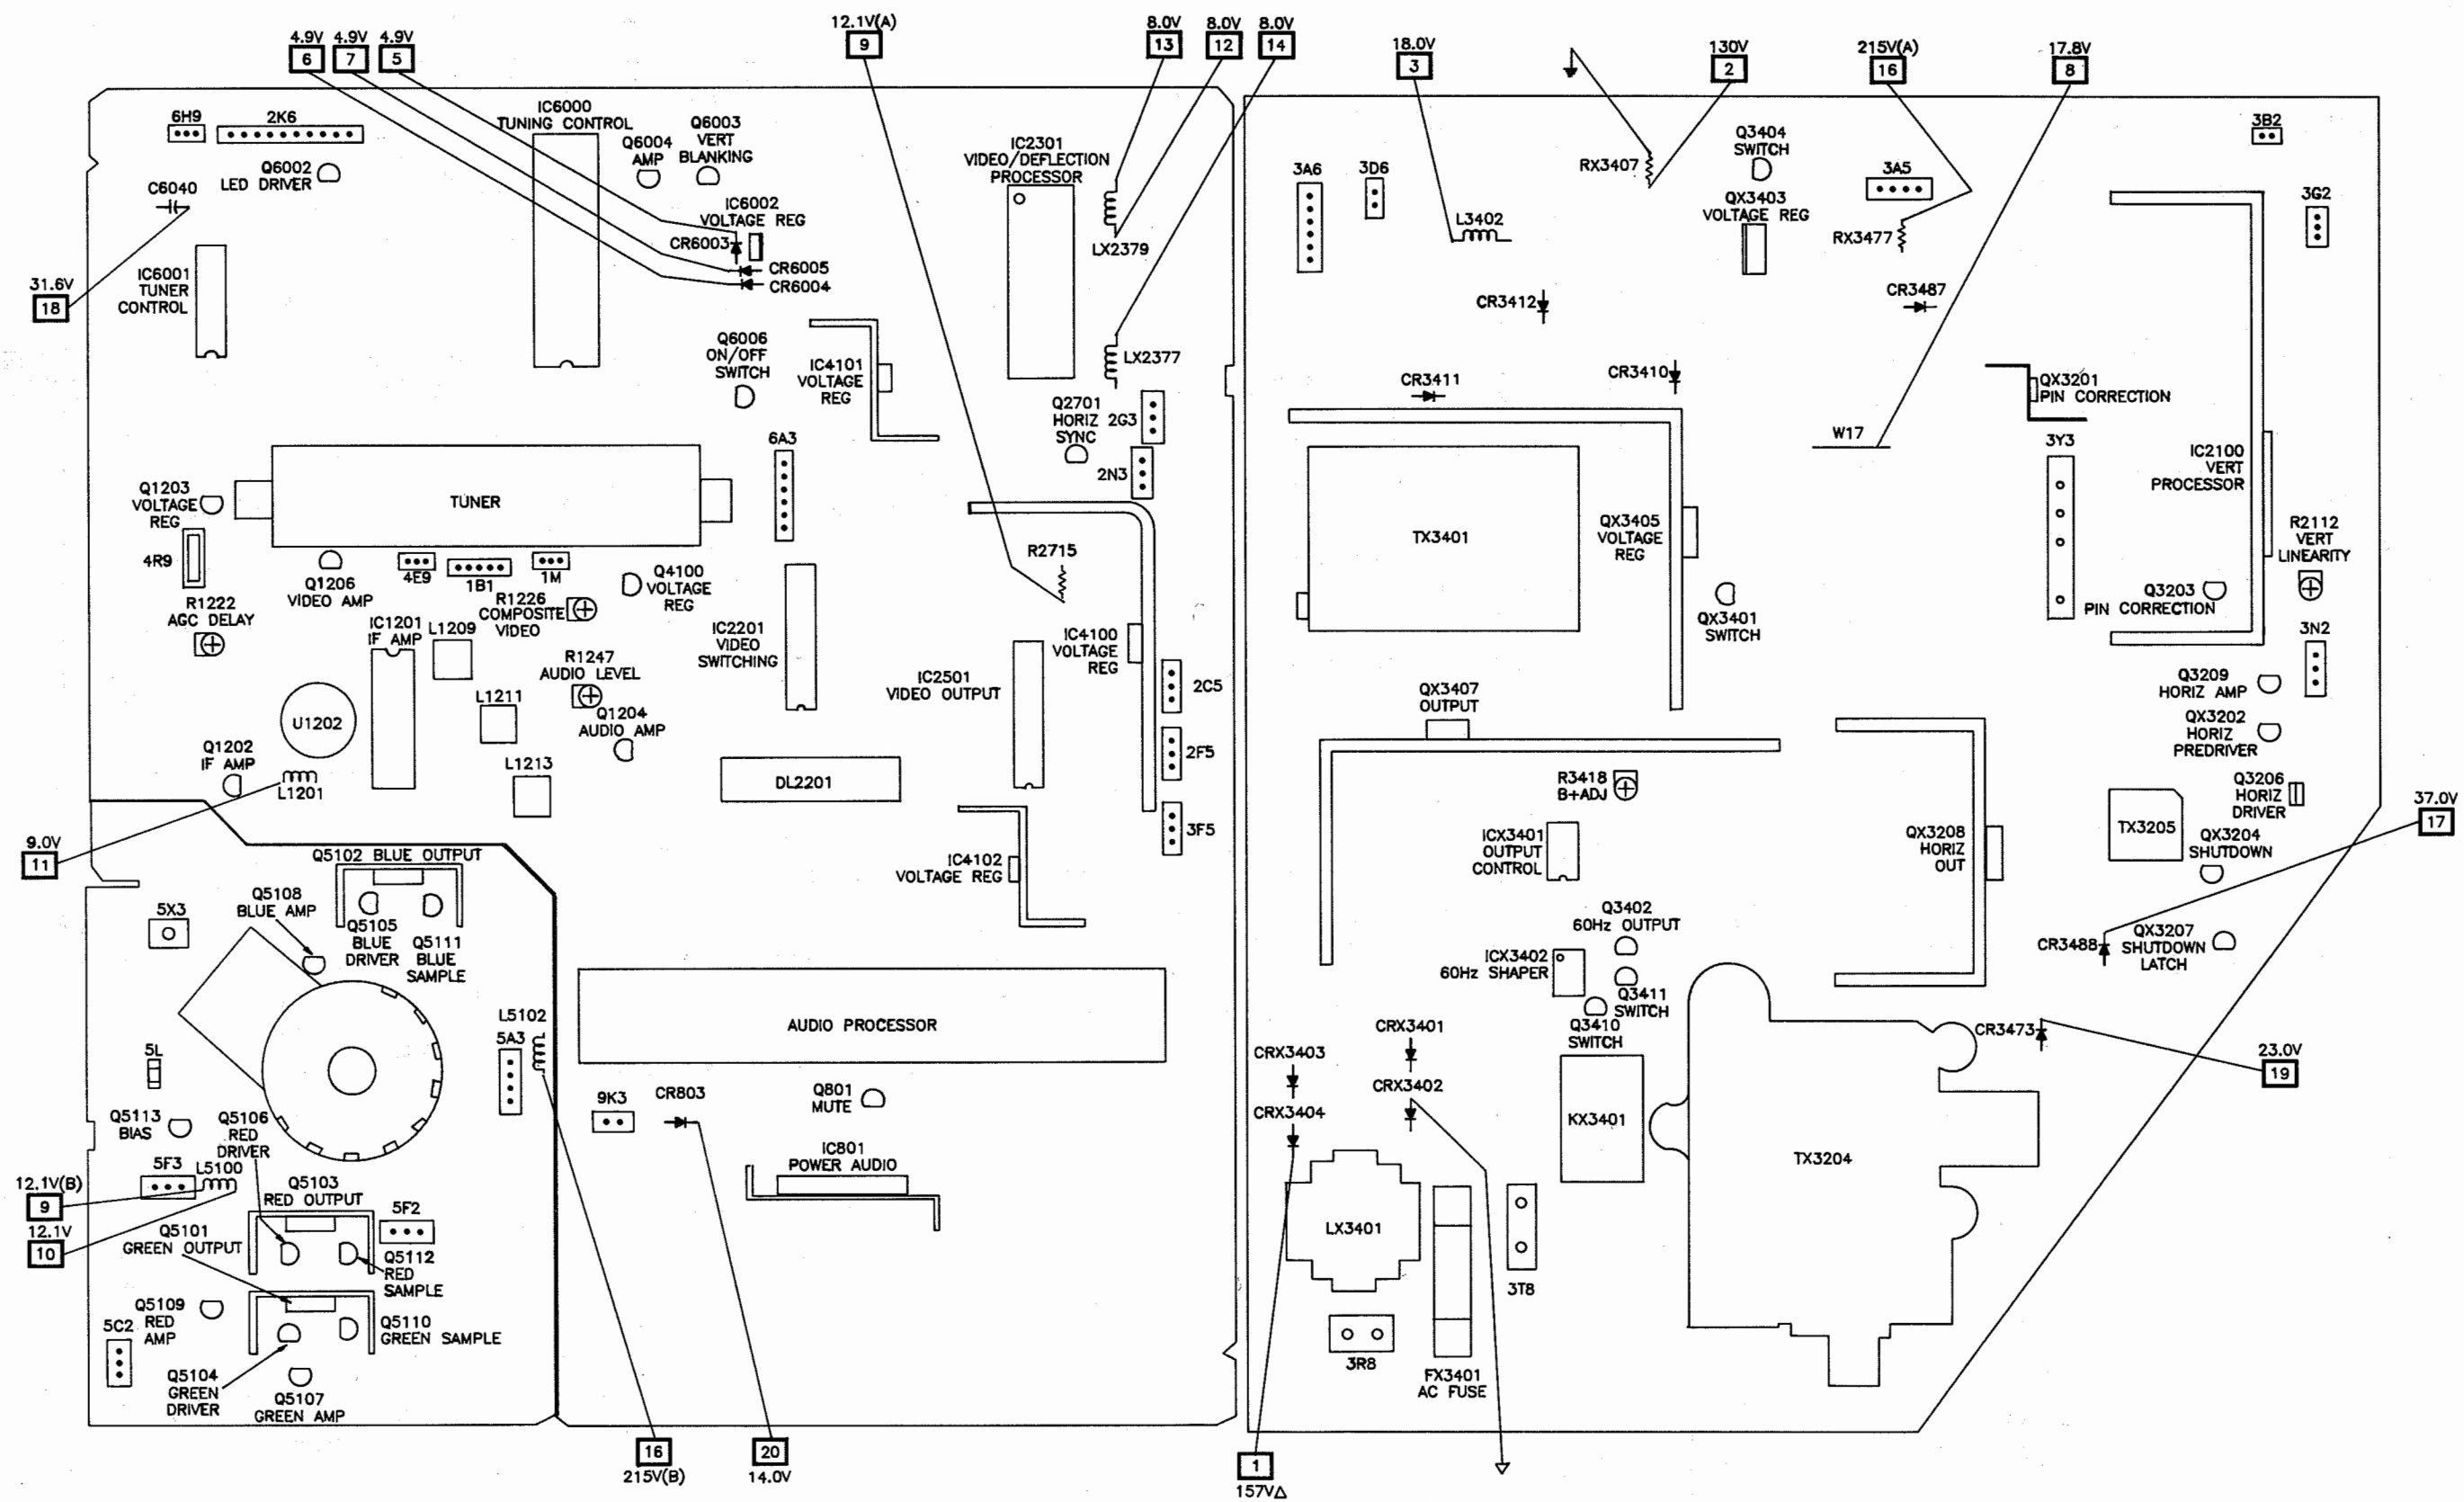 4.9V 4.9V 4.9V
6 7 5
12.1V(A)
9
8.0V 8.0V 8.0V
13 12 14
18.0V
3
130V
2
215V(A)
16
17.8V
8
6H9
2K6
IC6000
TUNING CONTROL
Q6004
AMP
Q6003
VERT
BLANKING
Q6002
LED DRIVER
C6040
IC6002
VOLTAGE REG
CR6003
CR6005
CR6004
IC2301
VIDEO/DEFLECTION
PROCESSOR
LX2379
31.6V
18
IC6001
TUNER
CONTROL
Q6006
ON/OFF
SWITCH
IC4101
VOLTAGE
REG
LX2377
Q2701
HORIZ
SYNC
2G3
2N3
6A3
Q1203
VOLTAGE
REG
TUNER
4R9
R2715
Q1206
VIDEO AMP
4E9
1B1
1M
Q4100
VOLTAGE
REG
R1222
AGC DELAY
R1226
COMPOSITE
VIDEO
IC1201
IF AMP
L1209
IC2201
VIDEO
SWITCHING
IC4100
VOLTAGE
REG
R1247
AUDIO LEVEL
IC2501
VIDEO OUTPUT
2C5
L1211
U1202
Q1204
AUDIO AMP
Q1202
IF AMP
2F5
L1213
L1201
DL2201
3F5
9.0V
11
Q5102 BLUE OUTPUT
IC4102
VOLTAGE REG
Q5108
BLUE AMP
5X3
Q5105
BLUE
DRIVER
Q5111
BLUE
SAMPLE
L5102
5A3
AUDIO PROCESSOR
5L
9K3
CR803
Q801
MUTE
Q5113
BIAS
Q5106
RED
DRIVER
IC801
POWER AUDIO
5F3
L5100
12.1V(B)
9
Q5103
RED OUTPUT
5F2
12.1V
10
Q5101
GREEN OUTPUT
Q5112
RED
SAMPLE
Q5109
RED
AMP
Q5110
GREEN SAMPLE
5C2
Q5104
GREEN
DRIVER
Q5107
GREEN AMP
16
215V(B)
20
14.0V
3A6
3D6
RX3407
Q3404
SWITCH
3A5
3B2
3G2
L3402
QX3403
VOLTAGE REG
RX3477
CR3412
CR3487
CR3411
CR3410
QX3201
PIN CORRECTION
W17
3Y3
IC2100
VERT
PROCESSOR
TX3401
QX3405
VOLTAGE
REG
R2112
VERT
LINEARITY
QX3401
SWITCH
Q3203
PIN CORRECTION
3N2
Q3209
HORIZ AMP
QX3407
OUTPUT
QX3202
HORIZ
PREDRIVER
R3418
B+ADJ
Q3206
HORIZ
DRIVER
37.0V
17
ICX3401
OUTPUT
CONTROL
QX3208
HORIZ
OUT
TX3205
QX3204
SHUTDOWN
Q3402
60Hz OUTPUT
CR3488
QX3207
SHUTDOWN
LATCH
ICX3402
60Hz SHAPER
Q3411
SWITCH
Q3410
SWITCH
CRX3401
CR3473
CRX3403
23.0V
19
CRX3402
CRX3404
KX3401
TX3204
LX3401
3T8
3R8
FX3401
AC FUSE
1
157V△